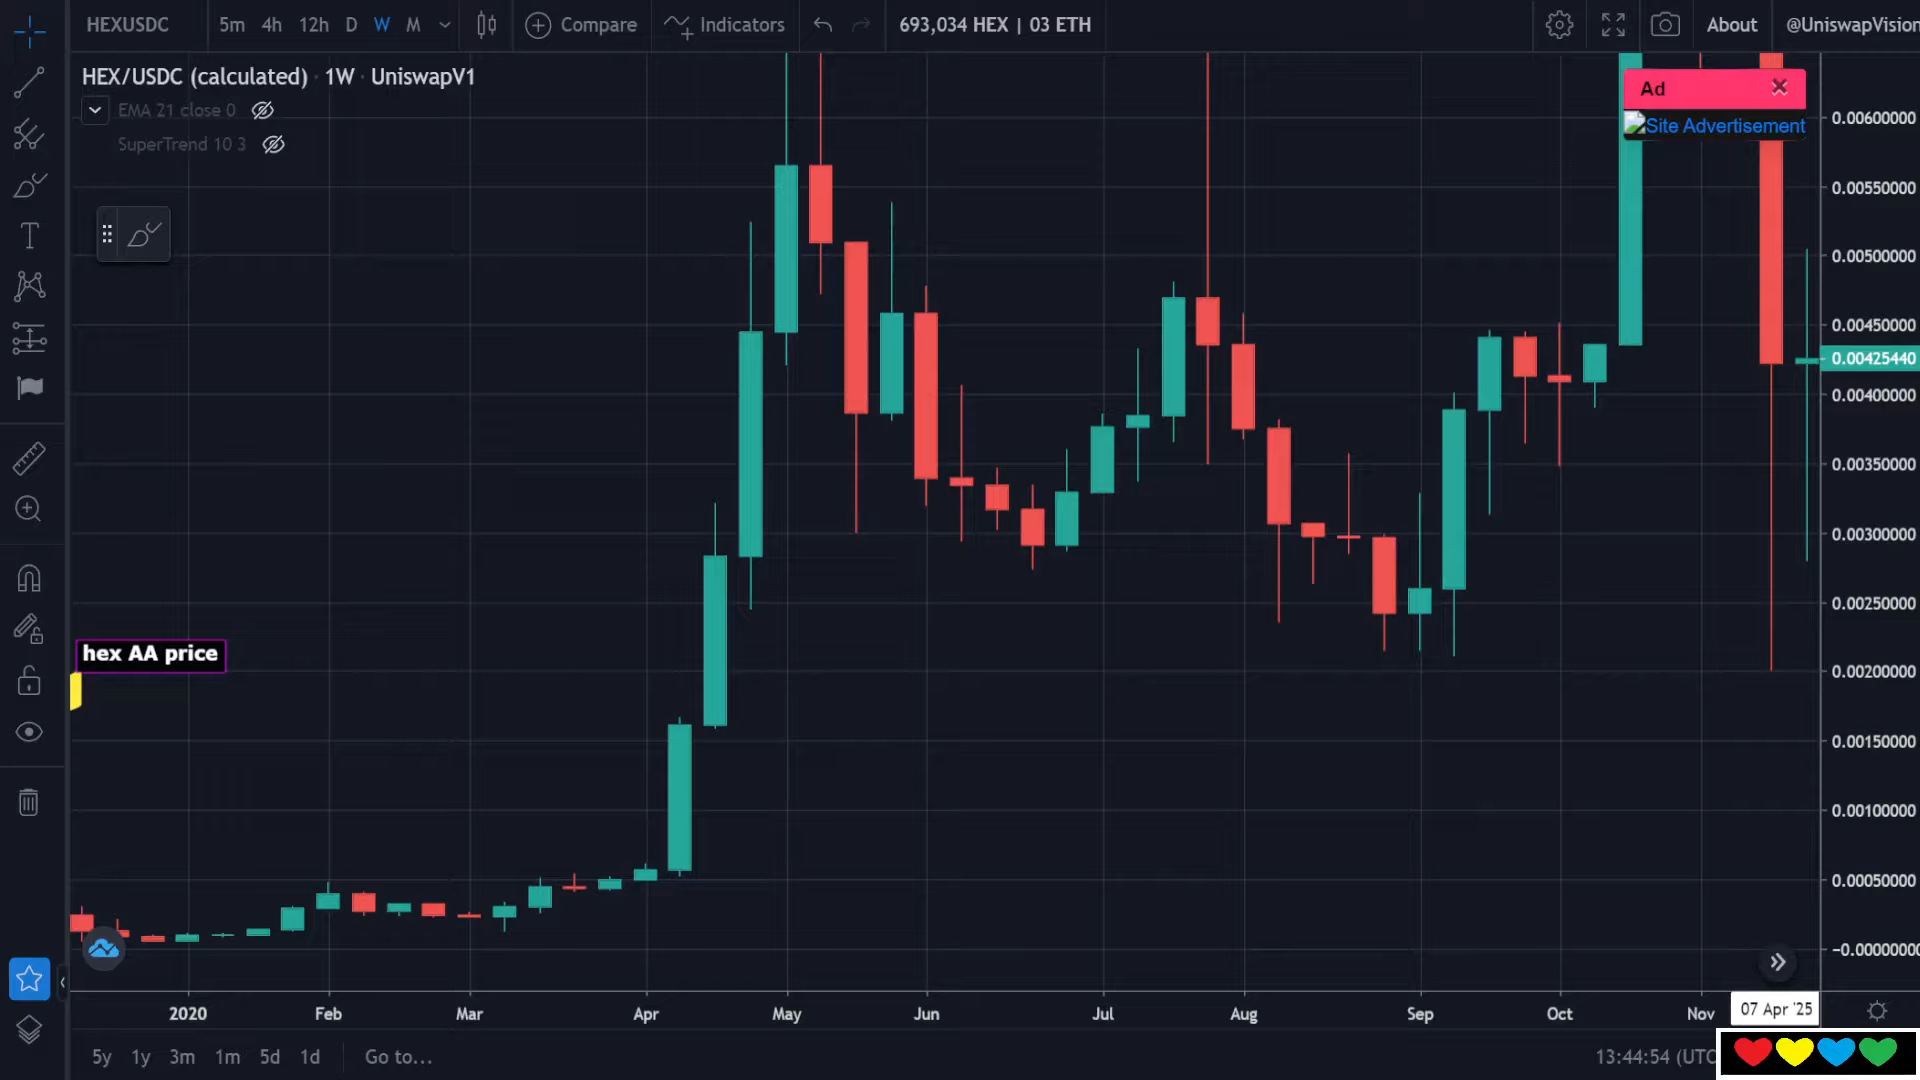 HEXUSDC 5m 4h 12h D W M Compare Indicators 693,034 HEX | 03 ETH About @UniswapVision
HEX/USDC (calculated) · 1W · UniswapV1
EMA 21 close 0
SuperTrend 10 3
Ad
Site Advertisement
0.00600000
0.00550000
0.00500000
0.00450000
0.00425440
0.00400000
0.00350000
0.00300000
0.00250000
hex AA price
0.00200000
0.00150000
0.00100000
0.00050000
-0.00000000
2020 Feb Mar Apr May Jun Jul Aug Sep Oct Nov 07 Apr '25
5y 1y 3m 1m 5d 1d Go to... 13:44:54 (UTC